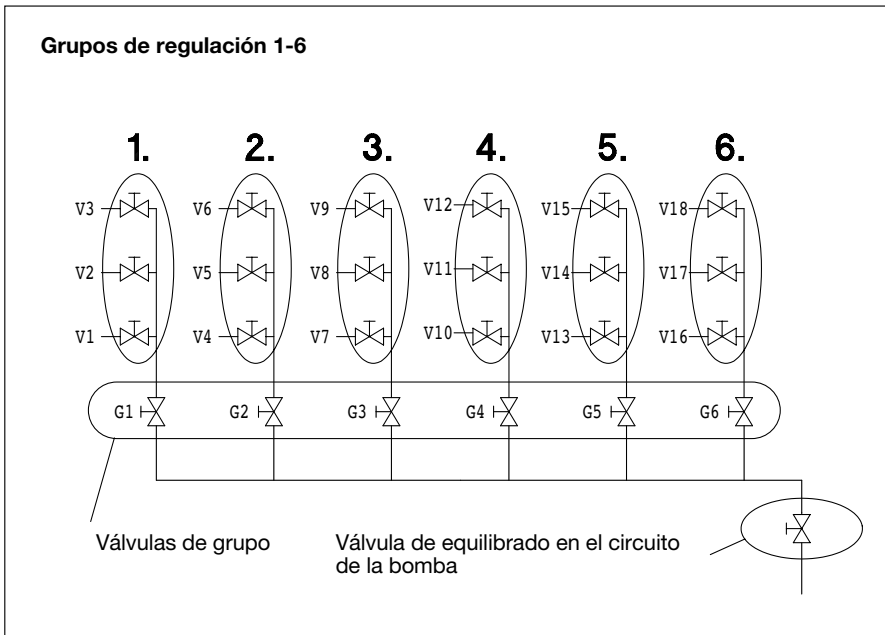 Grupos de regulación 1-6
1. 2. 3. 4. 5. 6.
V3 V6 V9 V12 V15 V18
V2 V5 V8 V11 V14 V17
V1 V4 V7 V10 V13 V16
G1 G2 G3 G4 G5 G6
Válvulas de grupo
Válvula de equilibrado en el circuito
de la bomba